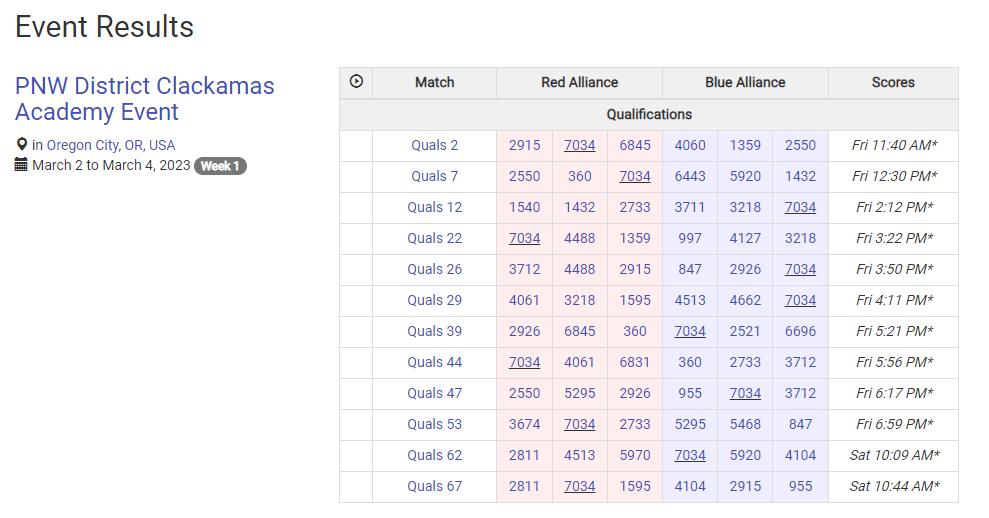 Event Results
PNW District Clackamas
Academy Event
in Oregon City, OR, USA
March 2 to March 4, 2023 Week 1
Match Red Alliance Blue Alliance Scores
Qualifications
Quals 2 2915 7034 6845 4060 1359 2550 Fri 11:40 AM*
Quals 7 2550 360 7034 6443 5920 1432 Fri 12:30 PM*
Quals 12 1540 1432 2733 3711 3218 7034 Fri 2:12 PM*
Quals 22 7034 4488 1359 997 4127 3218 Fri 3:22 PM*
Quals 26 3712 4488 2915 847 2926 7034 Fri 3:50 PM*
Quals 29 4061 3218 1595 4513 4662 7034 Fri 4:11 PM*
Quals 39 2926 6845 360 7034 2521 6696 Fri 5:21 PM*
Quals 44 7034 4061 6831 360 2733 3712 Fri 5:56 PM*
Quals 47 2550 5295 2926 955 7034 3712 Fri 6:17 PM*
Quals 53 3674 7034 2733 5295 5468 847 Fri 6:59 PM*
Quals 62 2811 4513 5970 7034 5920 4104 Sat 10:09 AM*
Quals 67 2811 7034 1595 4104 2915 955 Sat 10:44 AM*